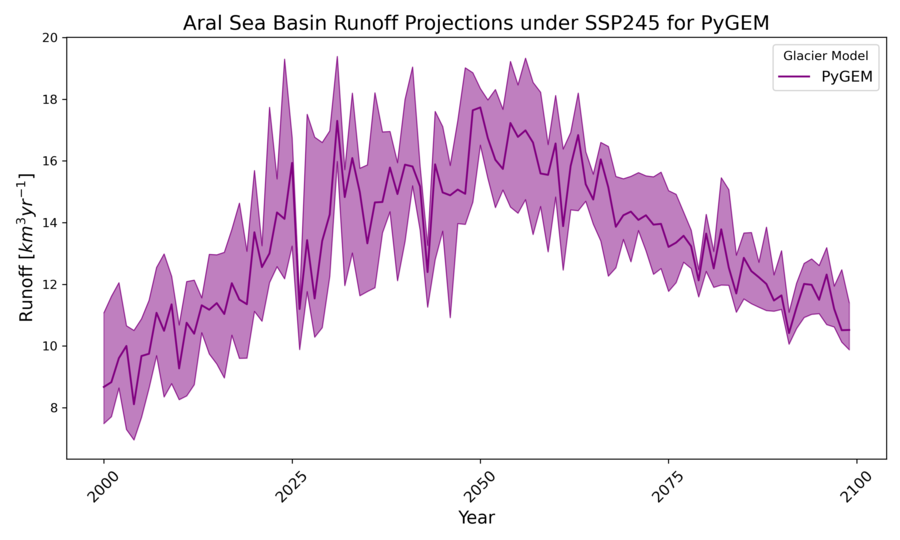 Aral Sea Basin Runoff Projections under SSP245 for PyGEM
Glacier Model
PyGEM
Runoff [km³yr⁻¹]
20
18
16
14
12
10
8
2000
2025
2050
2075
2100
Year